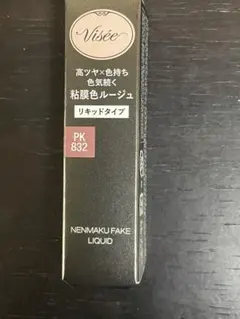 Visée
高ツヤ×色持ち
色気続く
粘膜色ルージュ
リキッドタイプ
PK
832
NENMAKU FAKE
LIQUID